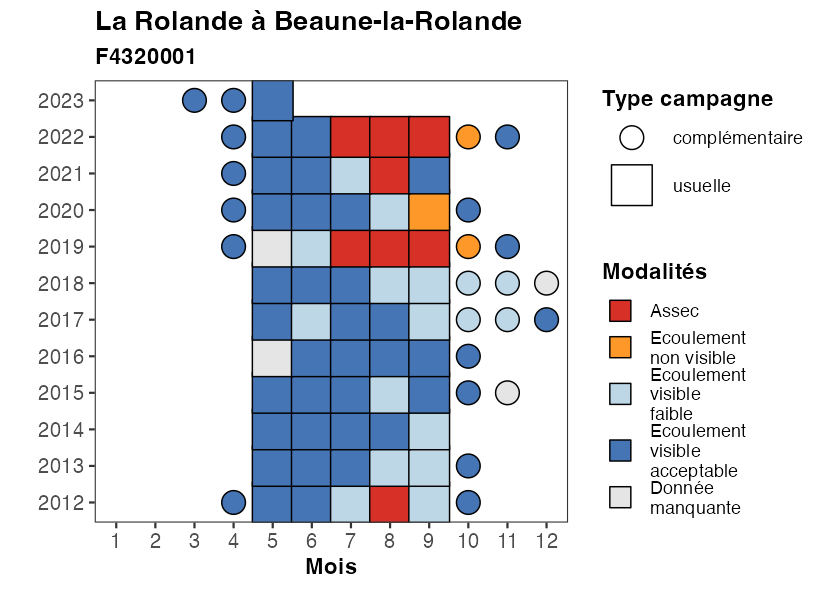 La Rolande à Beaune-la-Rolande
F4320001
2023
2022
2021
2020
2019
2018
2017
2016
2015
2014
2013
2012
1 2 3 4 5 6 7 8 9 10 11 12
Mois
Type campagne
complémentaire
usuelle
Modalités
Assec
Ecoulement
non visible
Ecoulement
visible
faible
Ecoulement
visible
acceptable
Donnée
manquante